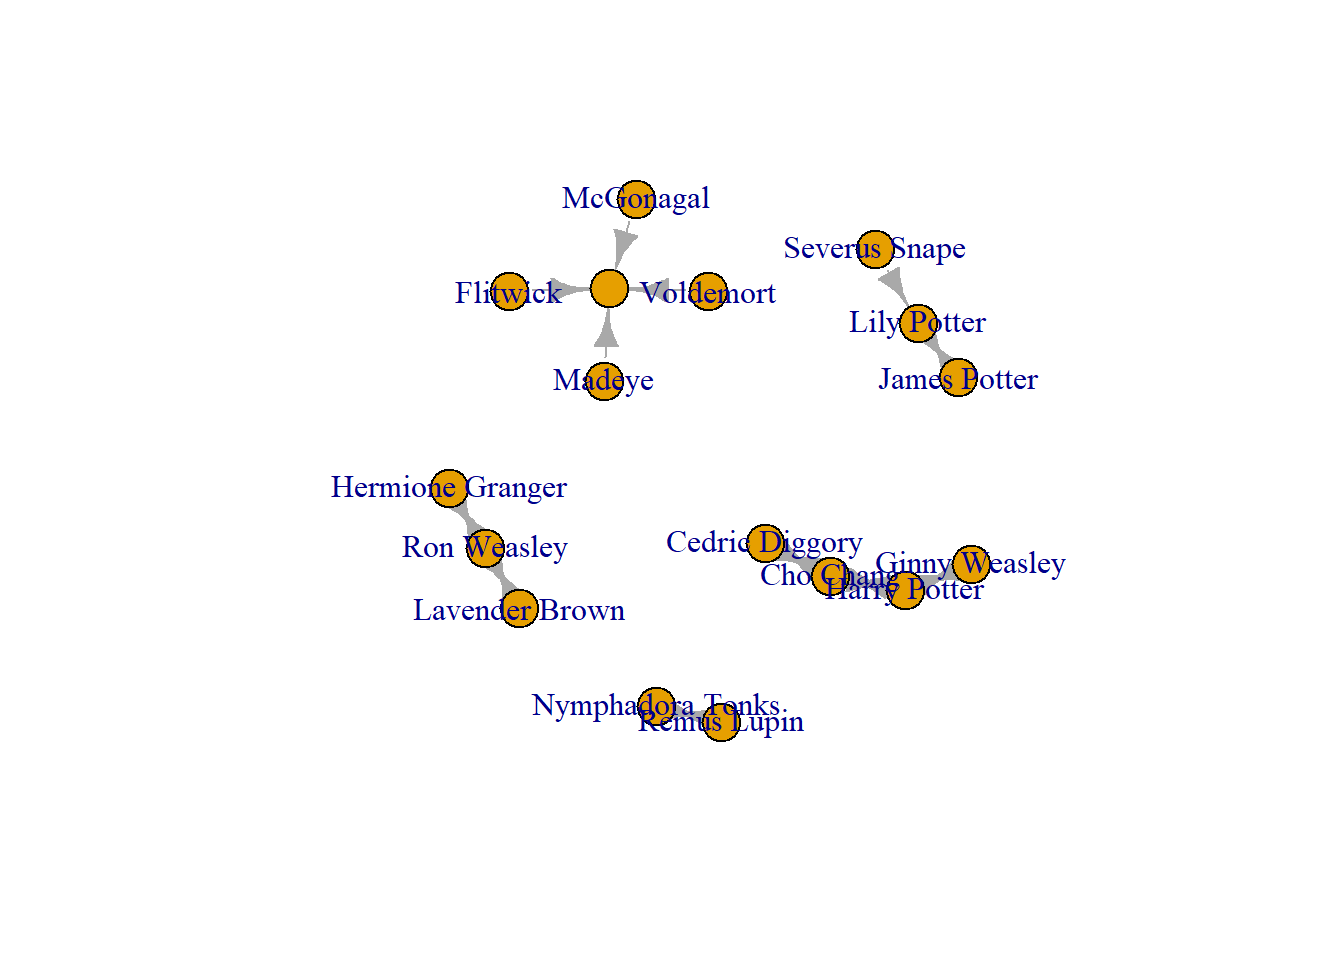 McGonagal
Severus Snape
Flitwick
Voldemort
Lily Potter
Madeye
James Potter
Hermione Granger
Ron Weasley
Cedric Diggory
Ginny Weasley
Cho Chang
Harry Potter
Lavender Brown
Nymphadora Tonks
Remus Lupin